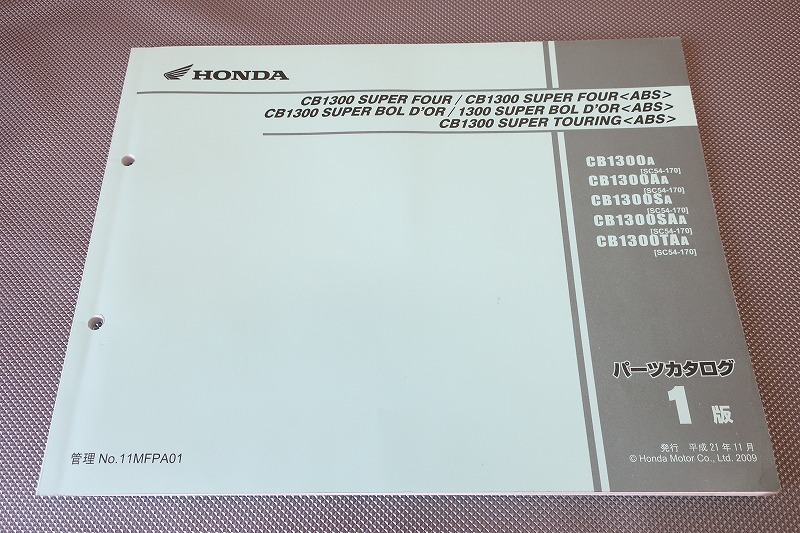 HONDA
CB1300 SUPER FOUR / CB1300 SUPER FOUR<ABS>
CB1300 SUPER BOL D'OR / 1300 SUPER BOL D'OR<ABS>
CB1300 SUPER TOURING<ABS>
CB1300A
[SC54-170]
CB1300AA
[SC54-170]
CB1300SA
[SC54-170]
CB1300SAA
[SC54-170]
CB1300TAA
[SC54-170]
パーツカタログ
1版
発行 平成21年11月
© Honda Motor Co., Ltd. 2009
管理 No.11MFPA01